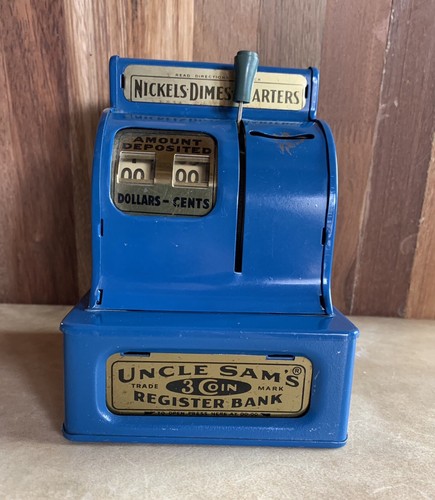 READ DIRECTIONS
NICKELS·DIMES·QUARTERS
AMOUNT
DEPOSITED
00 00
DOLLARS - CENTS
UNCLE SAM'S®
TRADE 3 COIN MARK
REGISTER BANK